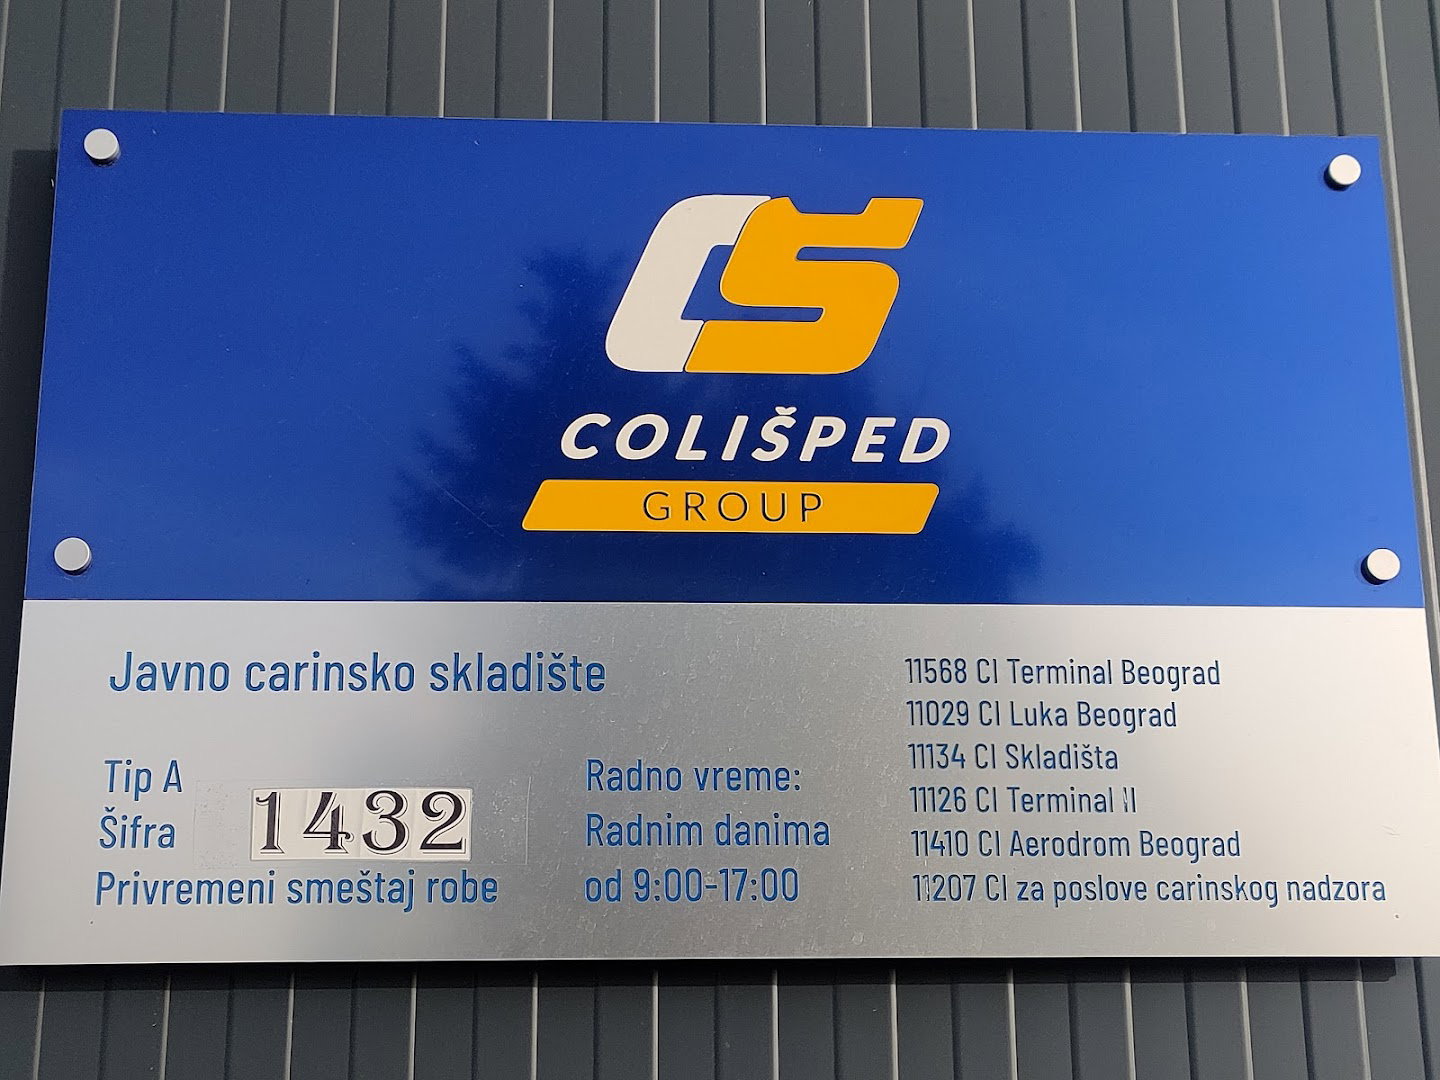 CŠ
COLIŠPED
GROUP
Javno carinsko skladište
Tip A
Šifra 1432
Privremeni smeštaj robe
Radno vreme:
Radnim danima
od 9:00-17:00
11568 CI Terminal Beograd
11029 CI Luka Beograd
11134 CI Skladišta
11126 CI Terminal II
11410 CI Aerodrom Beograd
11207 CI za poslove carinskog nadzora